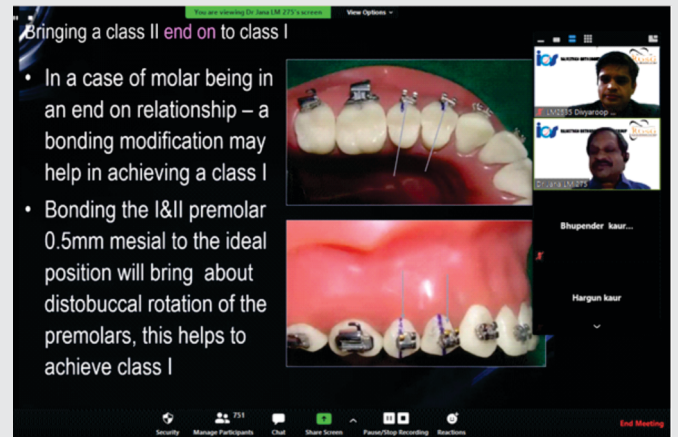 You are viewing Dr Jana LM 275's screen
View Options
Bringing a class II end on to class I
• In a case of molar being in
an end on relationship – a
bonding modification may
help in achieving a class I
• Bonding the I&II premolar
0.5mm mesial to the ideal
position will bring about
distobuccal rotation of the
premolars, this helps to
achieve class I
ios
LM2335 Divyaroop ...
ios
Dr Jana LM 275
Bhupender kaur...
Hargun kaur
751
Security
Manage Participants
Chat
Share Screen
Pause/Stop Recording
Reactions
End Meeting